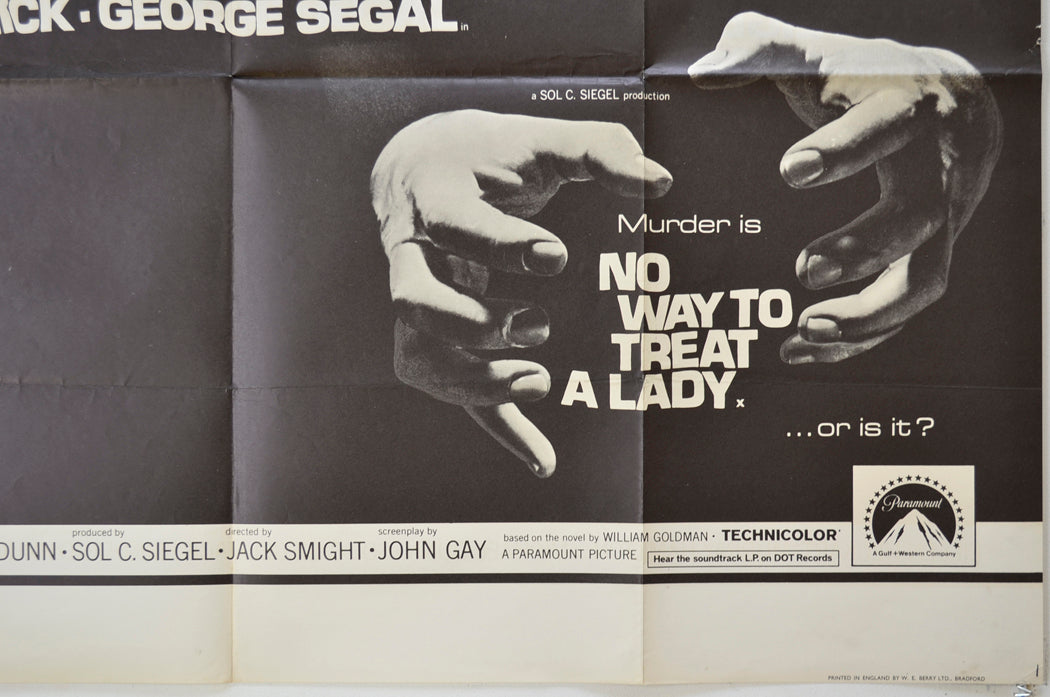 ICK · GEORGE SEGAL in
a SOL C. SIEGEL production
Murder is
NO
WAY TO
TREAT
A LADY. x
...or is it?
produced by directed by screenplay by
DUNN · SOL C. SIEGEL · JACK SMIGHT · JOHN GAY
based on the novel by WILLIAM GOLDMAN · TECHNICOLOR®
A PARAMOUNT PICTURE
Hear the soundtrack L.P. on DOT Records
Paramount
A Gulf+Western Company
PRINTED IN ENGLAND BY W. E. BERRY LTD., BRADFORD